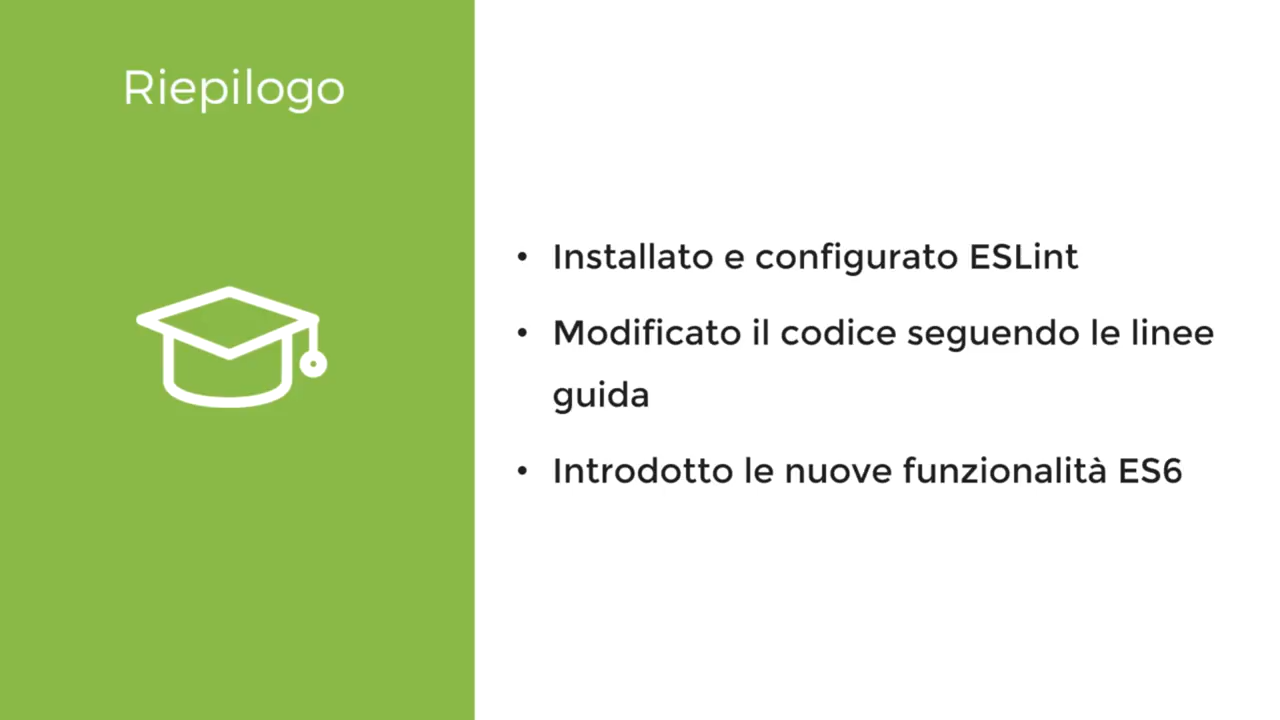 Riepilogo
• Installato e configurato ESLint
• Modificato il codice seguendo le linee
guida
• Introdotto le nuove funzionalità ES6